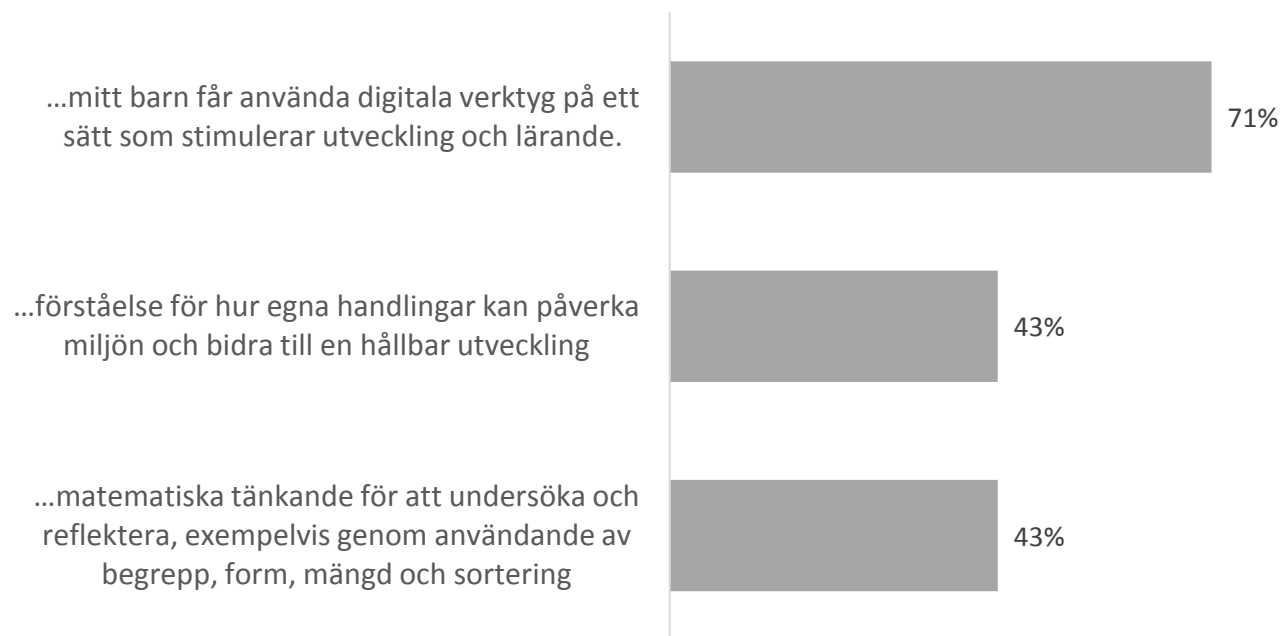 …mitt barn får använda digitala verktyg på ett
sätt som stimulerar utveckling och lärande.
71%
…förståelse för hur egna handlingar kan påverka
miljön och bidra till en hållbar utveckling
43%
…matematiska tänkande för att undersöka och
reflektera, exempelvis genom användande av
begrepp, form, mängd och sortering
43%